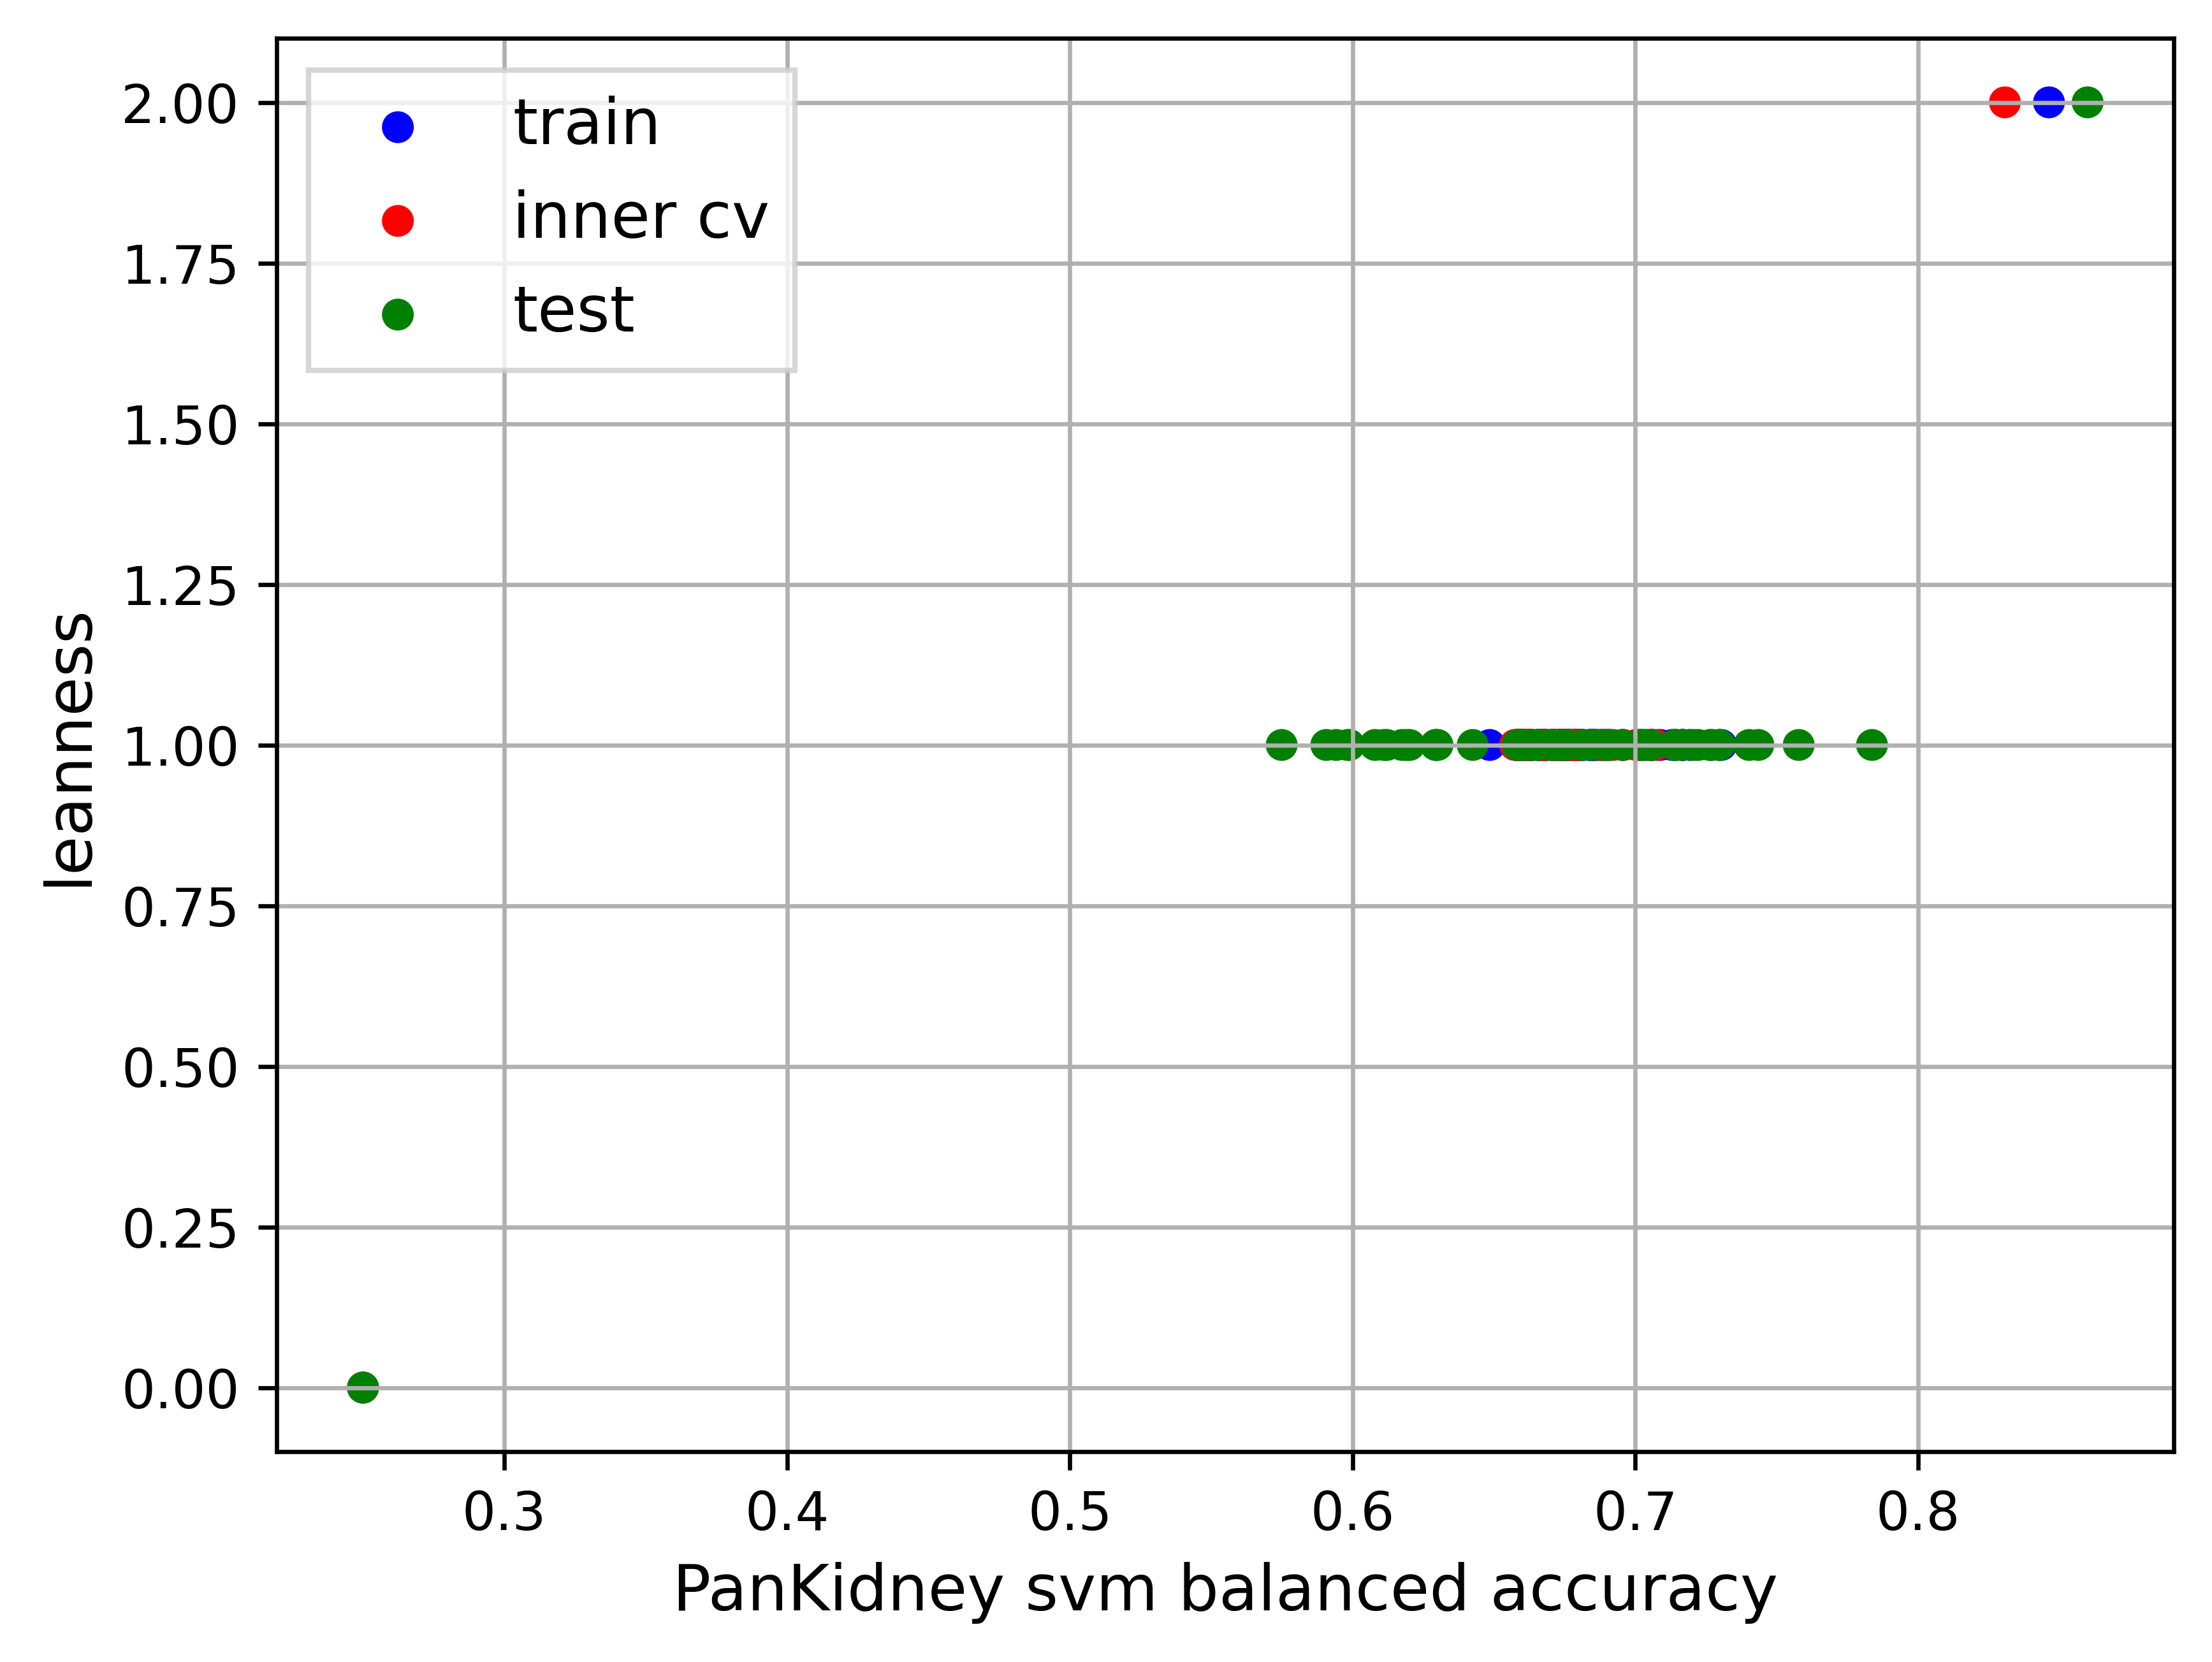 train
inner cv
test
2.00
1.75
1.50
1.25
1.00
0.75
0.50
0.25
0.00
leanness
0.3 0.4 0.5 0.6 0.7 0.8
PanKidney svm balanced accuracy